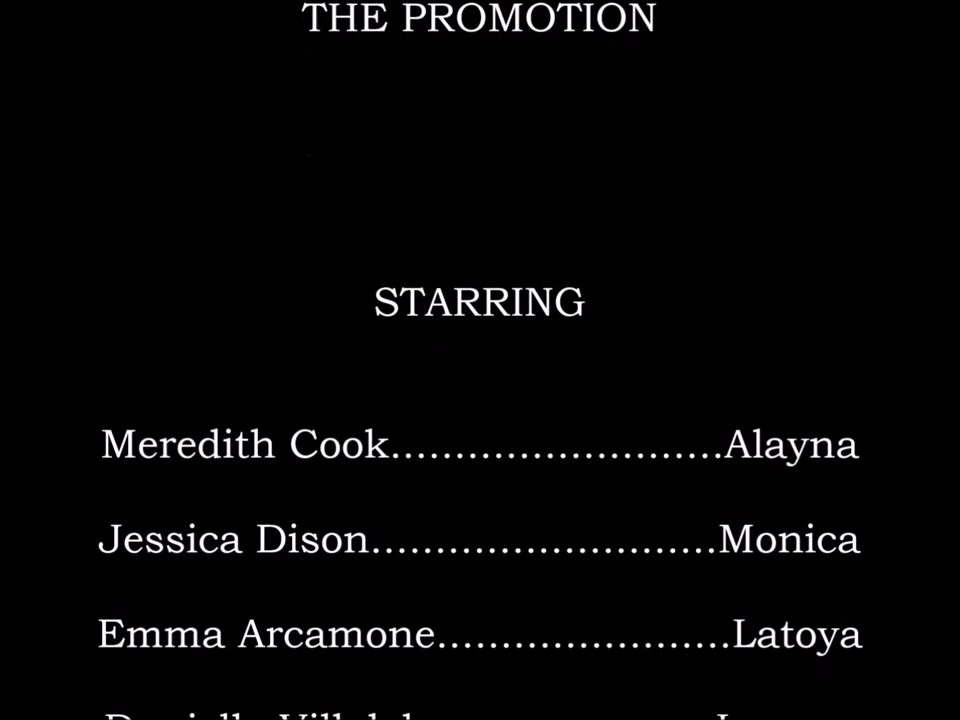 THE PROMOTION
STARRING
Meredith Cook..........................Alayna
Jessica Dison...........................Monica
Emma Arcamone.......................Latoya